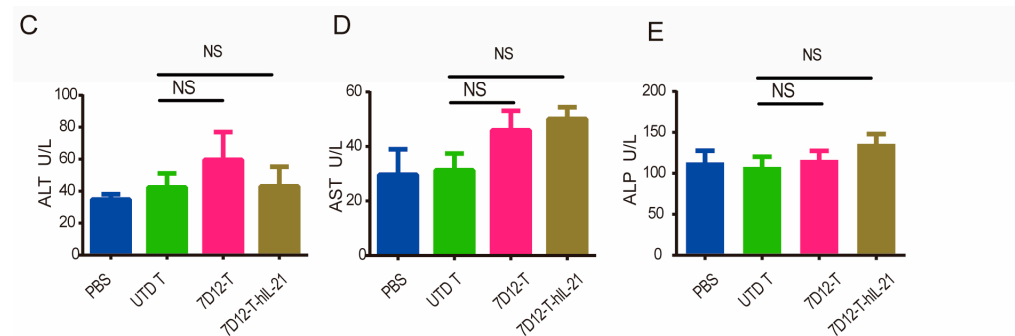 C
NS
NS
ALT U/L
100
80
60
40
20
0
PBS
UTD T
7D12-T
7D12-T-hIL-21
D
NS
NS
AST U/L
60
40
20
0
PBS
UTD T
7D12-T
7D12-T-hIL-21
E
NS
NS
ALP U/L
200
150
100
50
0
PBS
UTD T
7D12-T
7D12-T-hIL-21